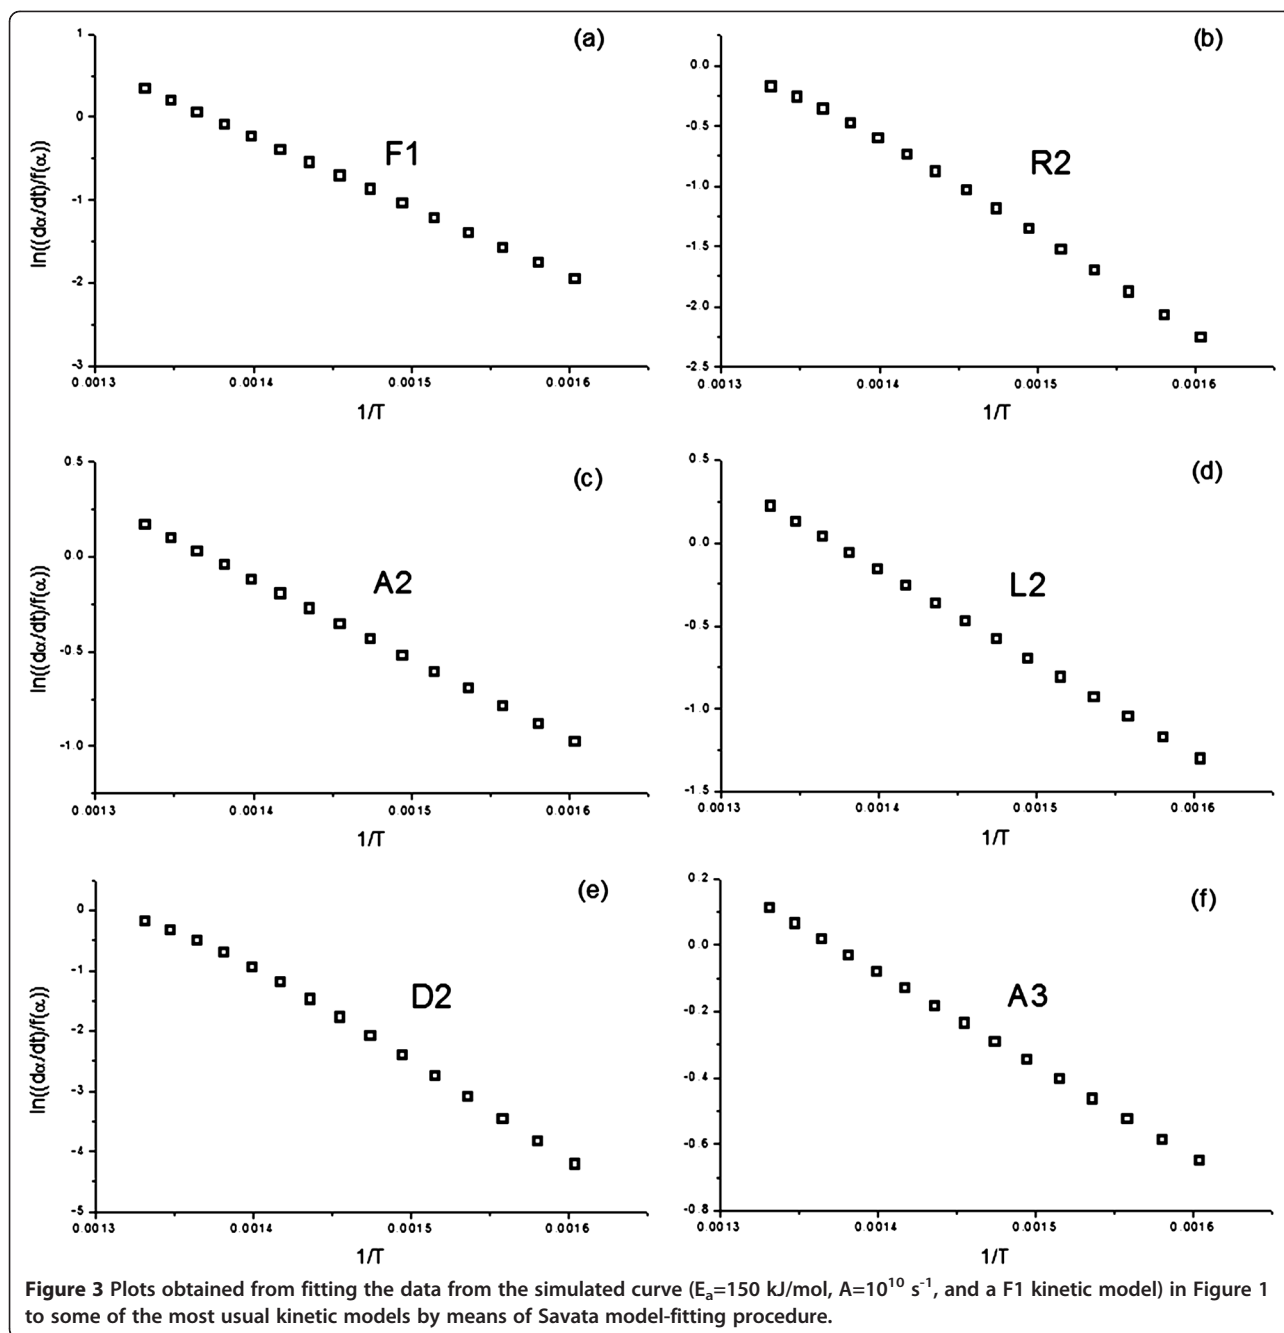 (a)
1
0
-1
-2
-3
ln((dα/dt)/f(α))
F1
0.0013 0.0014 0.0015 0.0016
1/T
(b)
0.0
-0.5
-1.0
-1.5
-2.0
-2.5
R2
0.0013 0.0014 0.0015 0.0016
1/T
(c)
0.5
0.0
-0.5
-1.0
ln((dα/dt)/f(α))
A2
0.0013 0.0014 0.0015 0.0016
1/T
(d)
0.5
0.0
-0.5
-1.0
-1.5
L2
0.0013 0.0014 0.0015 0.0016
1/T
(e)
0
-1
-2
-3
-4
-5
ln((dα/dt)/f(α))
D2
0.0013 0.0014 0.0015 0.0016
1/T
(f)
0.2
0.0
-0.2
-0.4
-0.6
-0.8
A3
0.0013 0.0014 0.0015 0.0016
1/T
Figure 3 Plots obtained from fitting the data from the simulated curve (Eₐ=150 kJ/mol, A=10¹⁰ s⁻¹, and a F1 kinetic model) in Figure 1
to some of the most usual kinetic models by means of Savata model-fitting procedure.